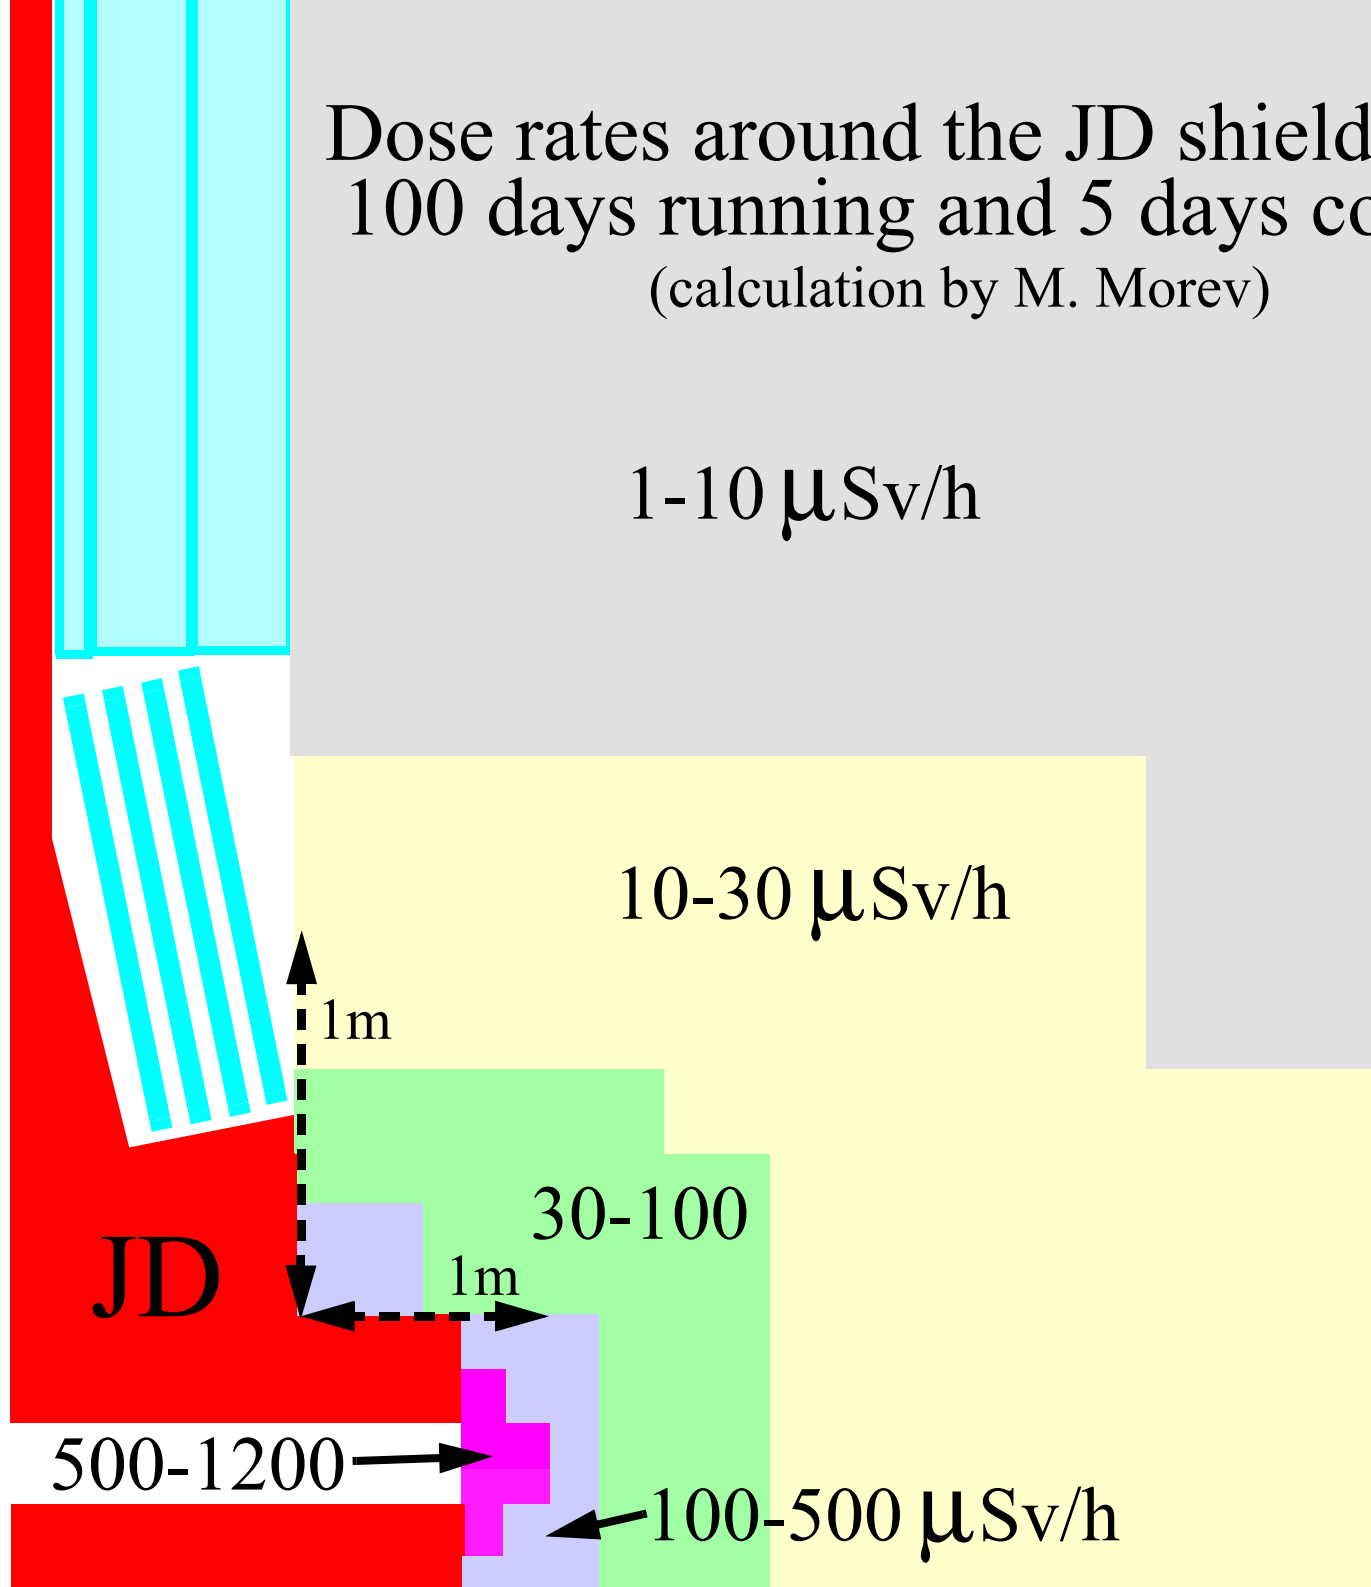 Dose rates around the JD shield
100 days running and 5 days co
(calculation by M. Morev)
1-10 μSv/h
10-30 μSv/h
1m
30-100
JD
1m
500-1200
100-500 μSv/h